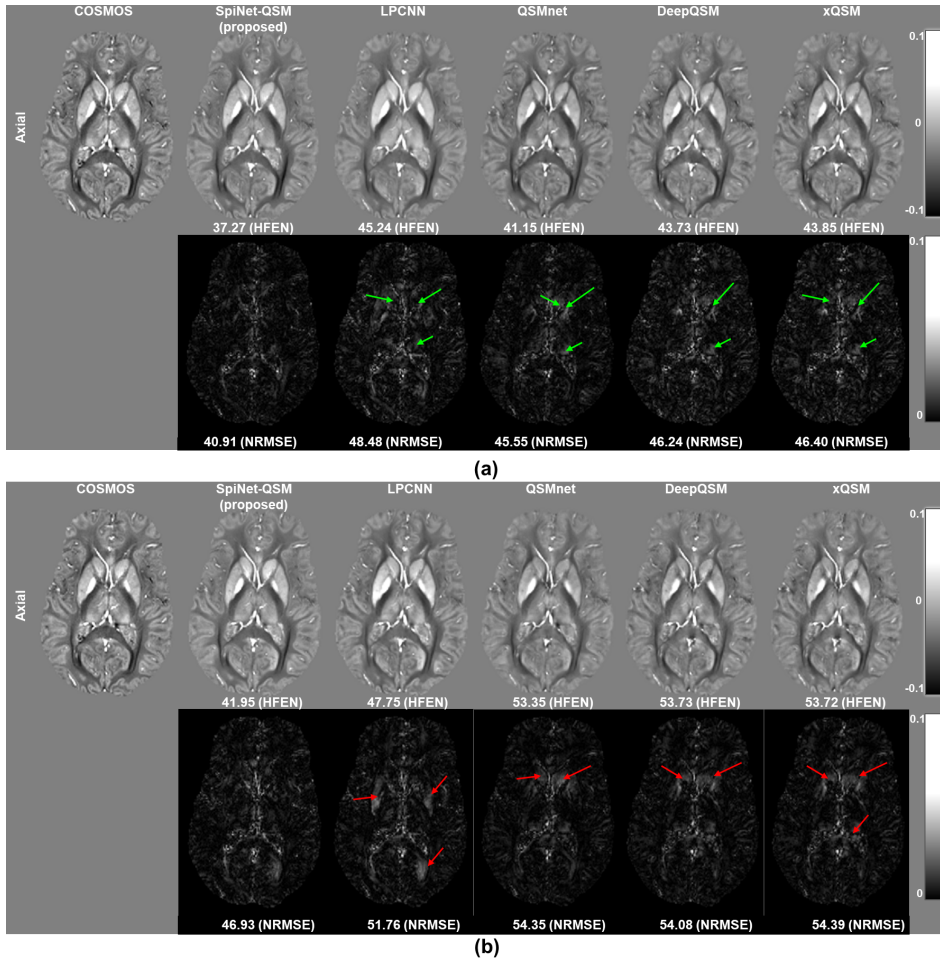 COSMOS SpiNet-QSM LPCNN QSMnet DeepQSM xQSM
(proposed)
0.1
Axial
0
-0.1
37.27 (HFEN) 45.24 (HFEN) 41.15 (HFEN) 43.73 (HFEN) 43.85 (HFEN)
0.1
0
40.91 (NRMSE) 48.48 (NRMSE) 45.55 (NRMSE) 46.24 (NRMSE) 46.40 (NRMSE)
(a)
COSMOS SpiNet-QSM LPCNN QSMnet DeepQSM xQSM
(proposed)
0.1
Axial
0
-0.1
41.95 (HFEN) 47.75 (HFEN) 53.35 (HFEN) 53.73 (HFEN) 53.72 (HFEN)
0.1
0
46.93 (NRMSE) 51.76 (NRMSE) 54.35 (NRMSE) 54.08 (NRMSE) 54.39 (NRMSE)
(b)